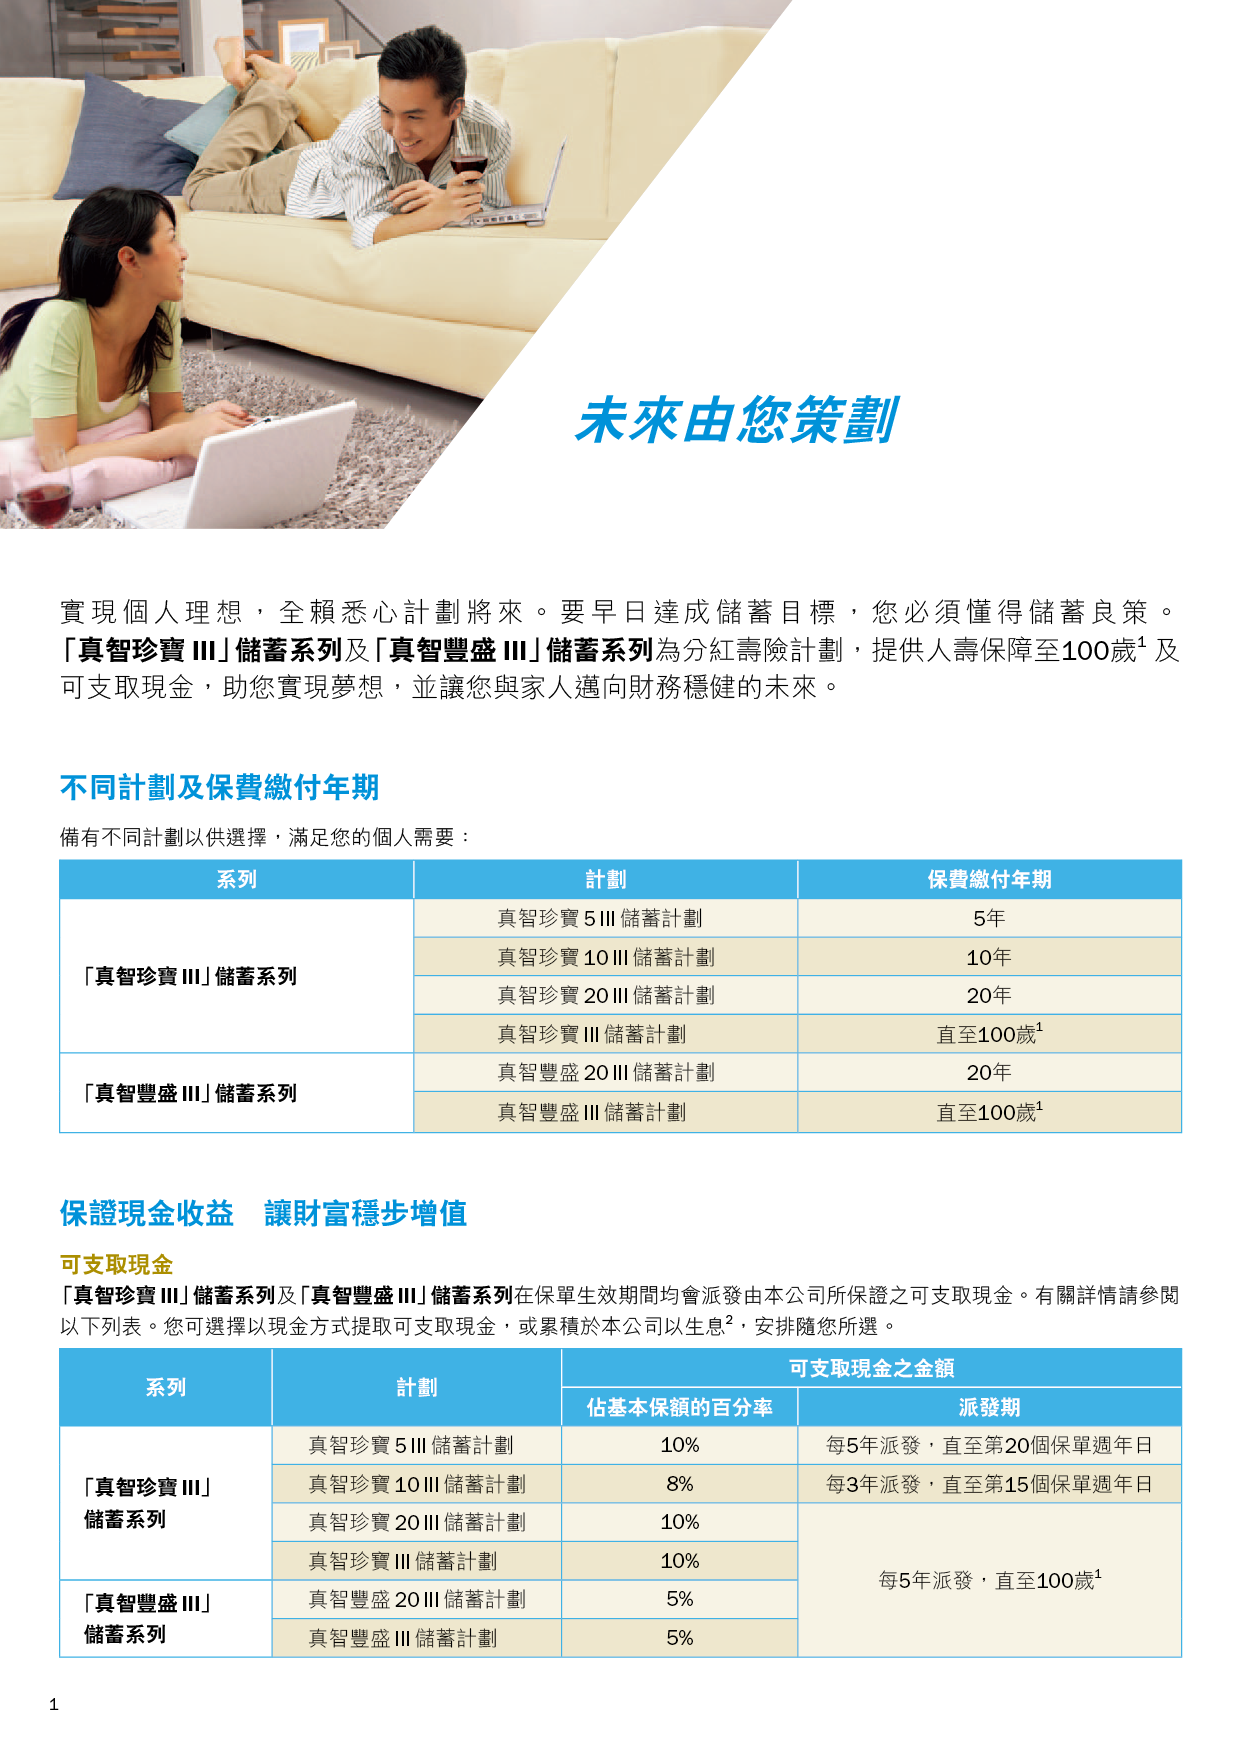 未來由您策劃
實現個人理想，全賴悉心計劃將來。要早日達成儲蓄目標，您必須懂得儲蓄良策。
「真智珍寶 III」儲蓄系列及「真智豐盛 III」儲蓄系列為分紅壽險計劃，提供人壽保障至100歲¹ 及
可支取現金，助您實現夢想，並讓您與家人邁向財務穩健的未來。
不同計劃及保費繳付年期
備有不同計劃以供選擇，滿足您的個人需要：
系列 計劃 保費繳付年期
「真智珍寶 III」儲蓄系列
真智珍寶 5 III 儲蓄計劃 5年
真智珍寶 10 III 儲蓄計劃 10年
真智珍寶 20 III 儲蓄計劃 20年
真智珍寶 III 儲蓄計劃 直至100歲¹
「真智豐盛 III」儲蓄系列
真智豐盛 20 III 儲蓄計劃 20年
真智豐盛 III 儲蓄計劃 直至100歲¹
保證現金收益　讓財富穩步增值
可支取現金
「真智珍寶 III」儲蓄系列及「真智豐盛 III」儲蓄系列在保單生效期間均會派發由本公司所保證之可支取現金。有關詳情請參閱
以下列表。您可選擇以現金方式提取可支取現金，或累積於本公司以生息²，安排隨您所選。
系列 計劃 可支取現金之金額
佔基本保額的百分率 派發期
「真智珍寶 III」
儲蓄系列
真智珍寶 5 III 儲蓄計劃 10% 每5年派發，直至第20個保單週年日
真智珍寶 10 III 儲蓄計劃 8% 每3年派發，直至第15個保單週年日
真智珍寶 20 III 儲蓄計劃 10%
真智珍寶 III 儲蓄計劃 10%
每5年派發，直至100歲¹
「真智豐盛 III」
儲蓄系列
真智豐盛 20 III 儲蓄計劃 5%
真智豐盛 III 儲蓄計劃 5%
1